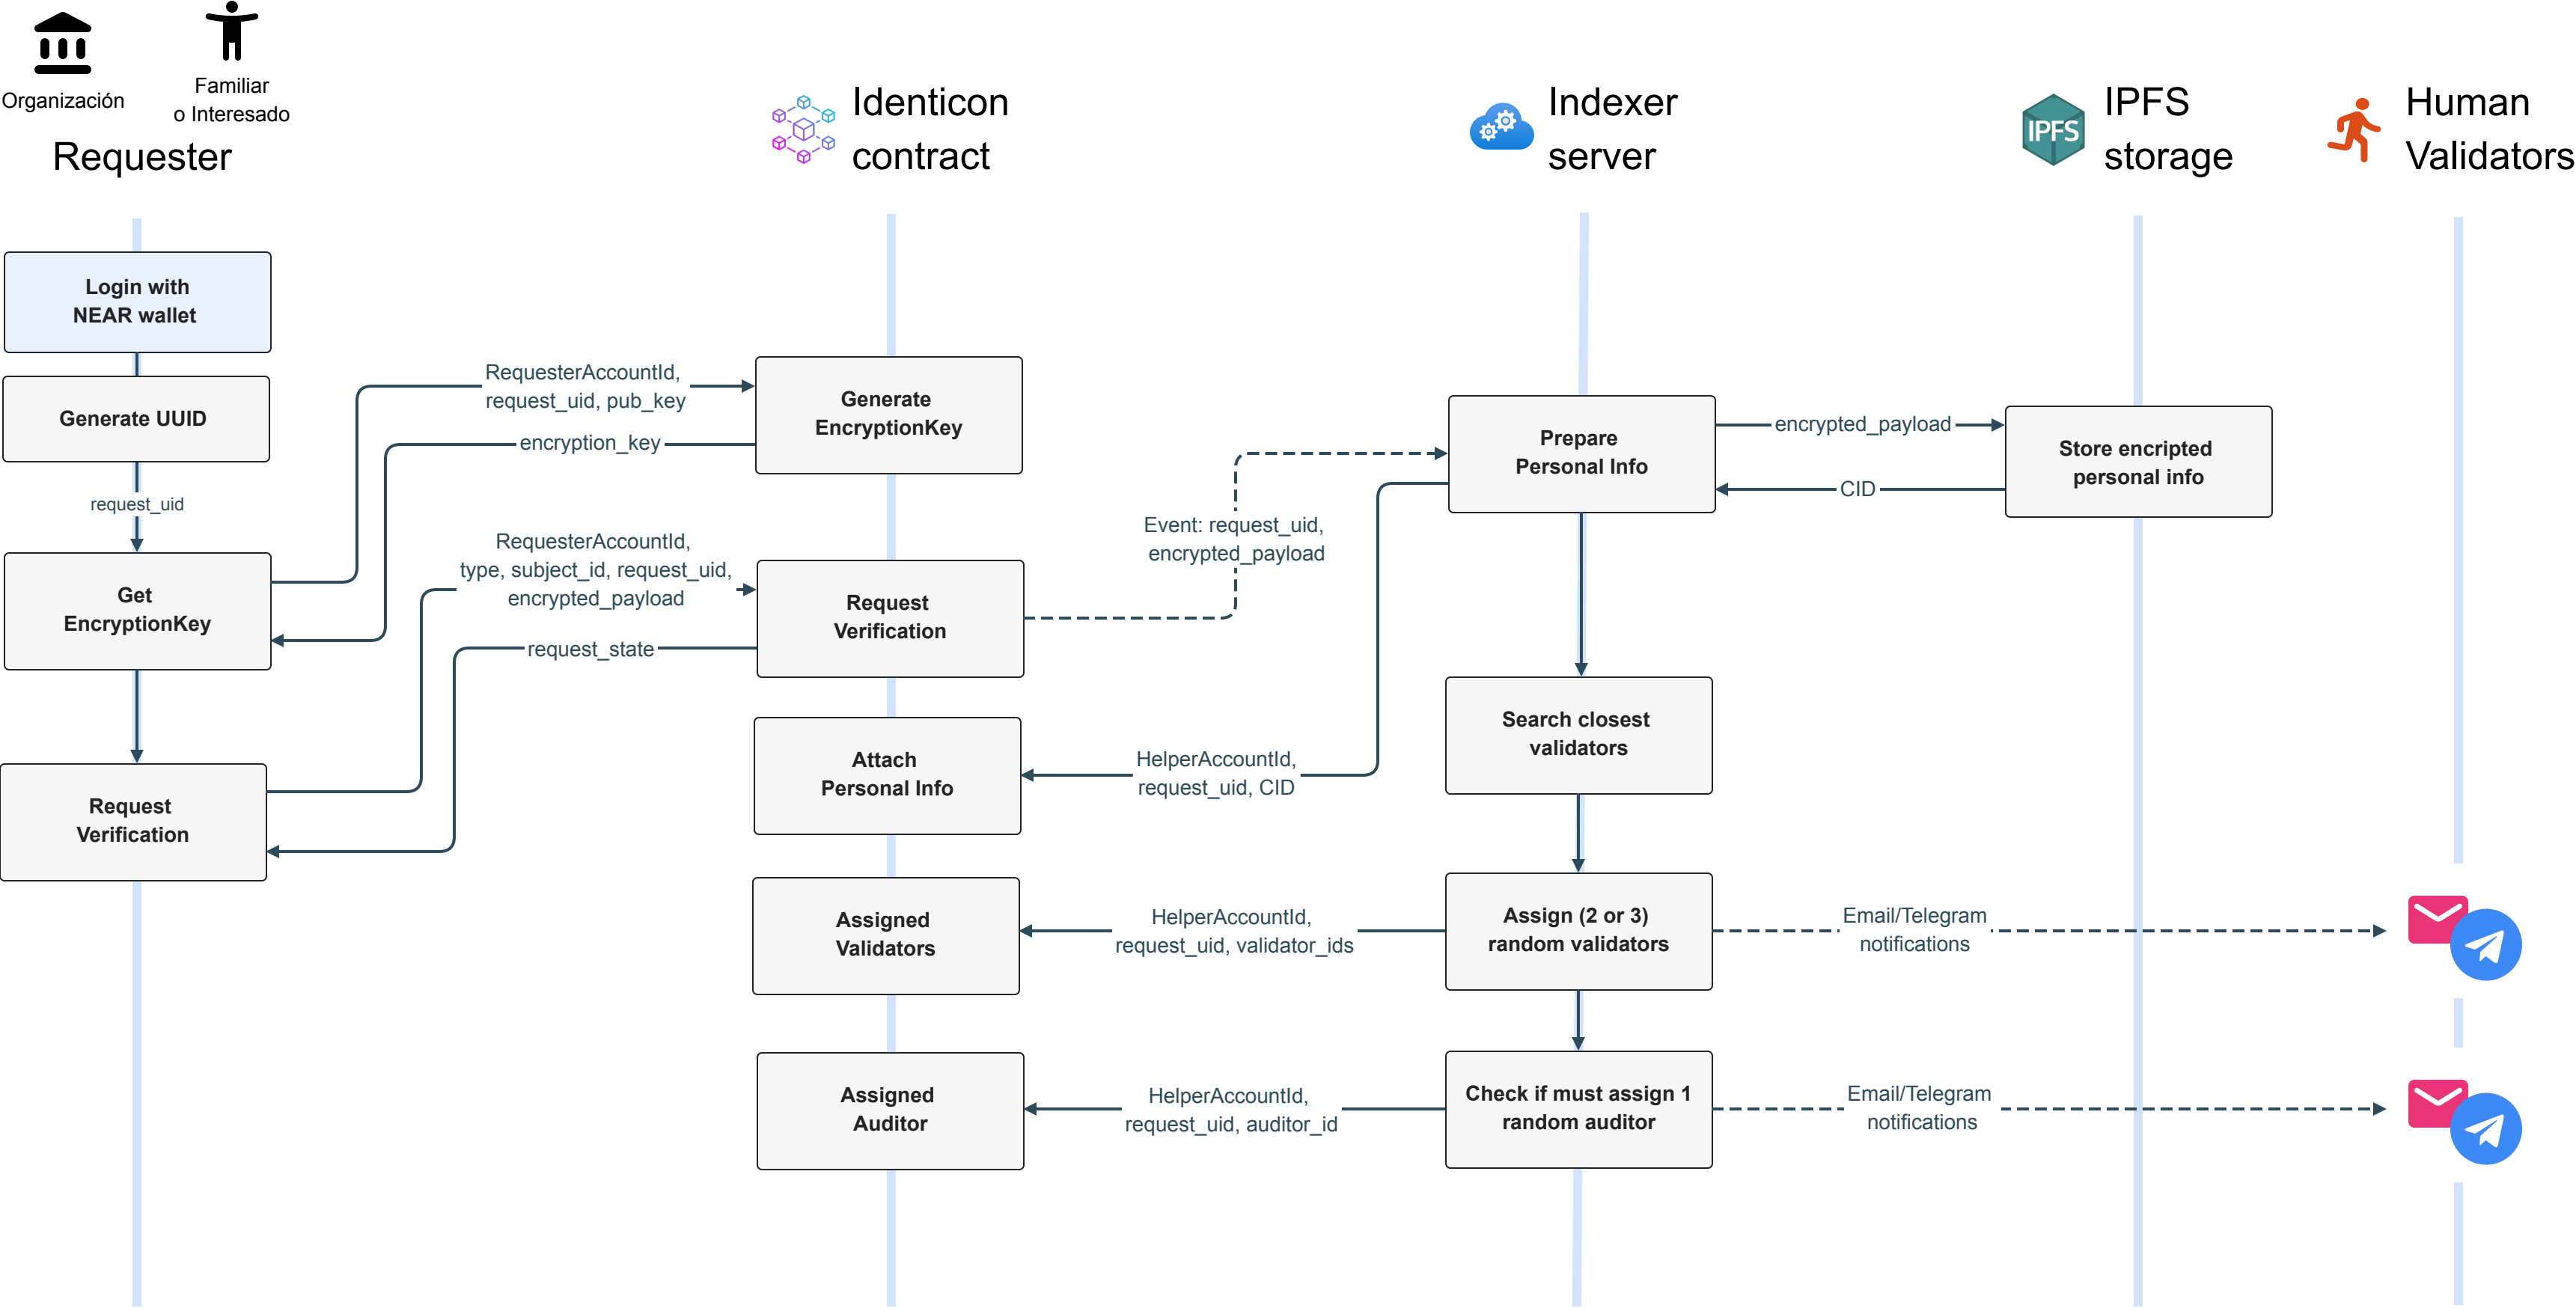 Organización
Familiar
o Interesado
Requester
Identicon
contract
Indexer
server
IPFS
IPFS
storage
Human
Validators
Login with
NEAR wallet
Generate UUID
request_uid
Get
EncryptionKey
Request
Verification
RequesterAccountId,
request_uid, pub_key
encryption_key
RequesterAccountId,
type, subject_id, request_uid,
encrypted_payload
request_state
Generate
EncryptionKey
Request
Verification
Attach
Personal Info
Assigned
Validators
Assigned
Auditor
Event: request_uid,
encrypted_payload
HelperAccountId,
request_uid, CID
HelperAccountId,
request_uid, validator_ids
HelperAccountId,
request_uid, auditor_id
Prepare
Personal Info
Search closest
validators
Assign (2 or 3)
random validators
Check if must assign 1
random auditor
encrypted_payload
CID
Store encripted
personal info
Email/Telegram
notifications
Email/Telegram
notifications